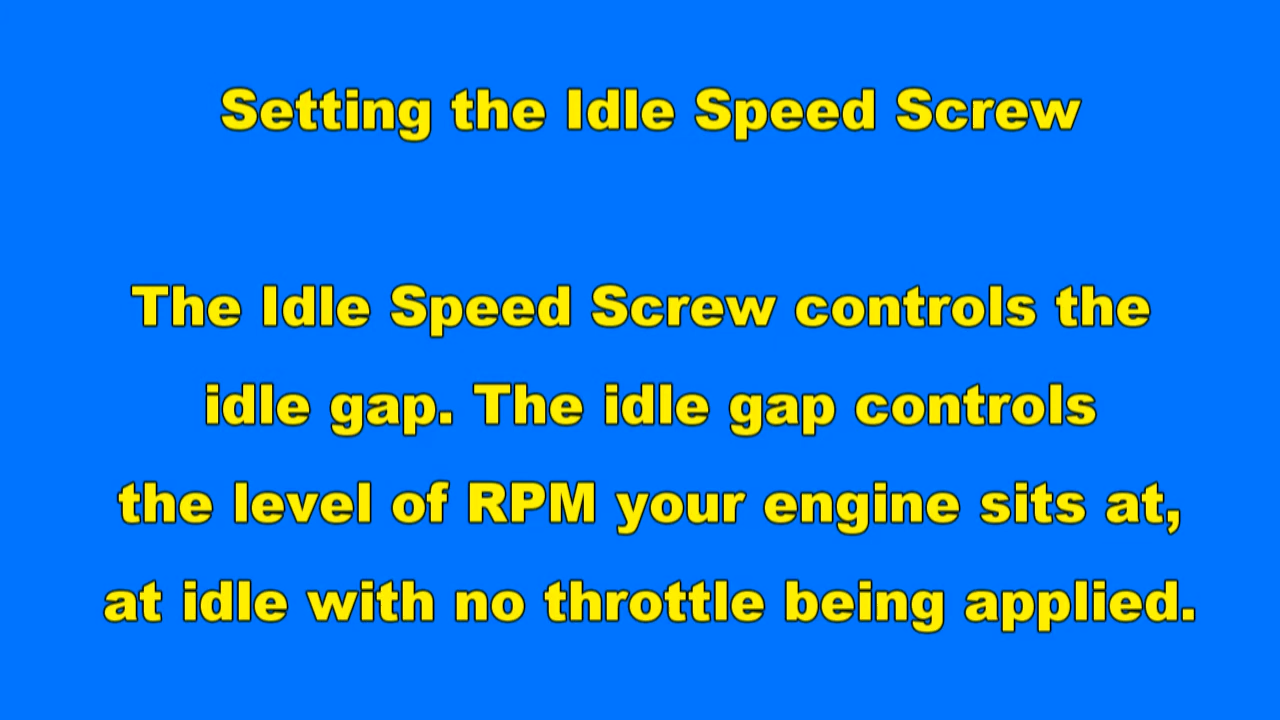 Setting the Idle Speed Screw
The Idle Speed Screw controls the
idle gap. The idle gap controls
the level of RPM your engine sits at,
at idle with no throttle being applied.